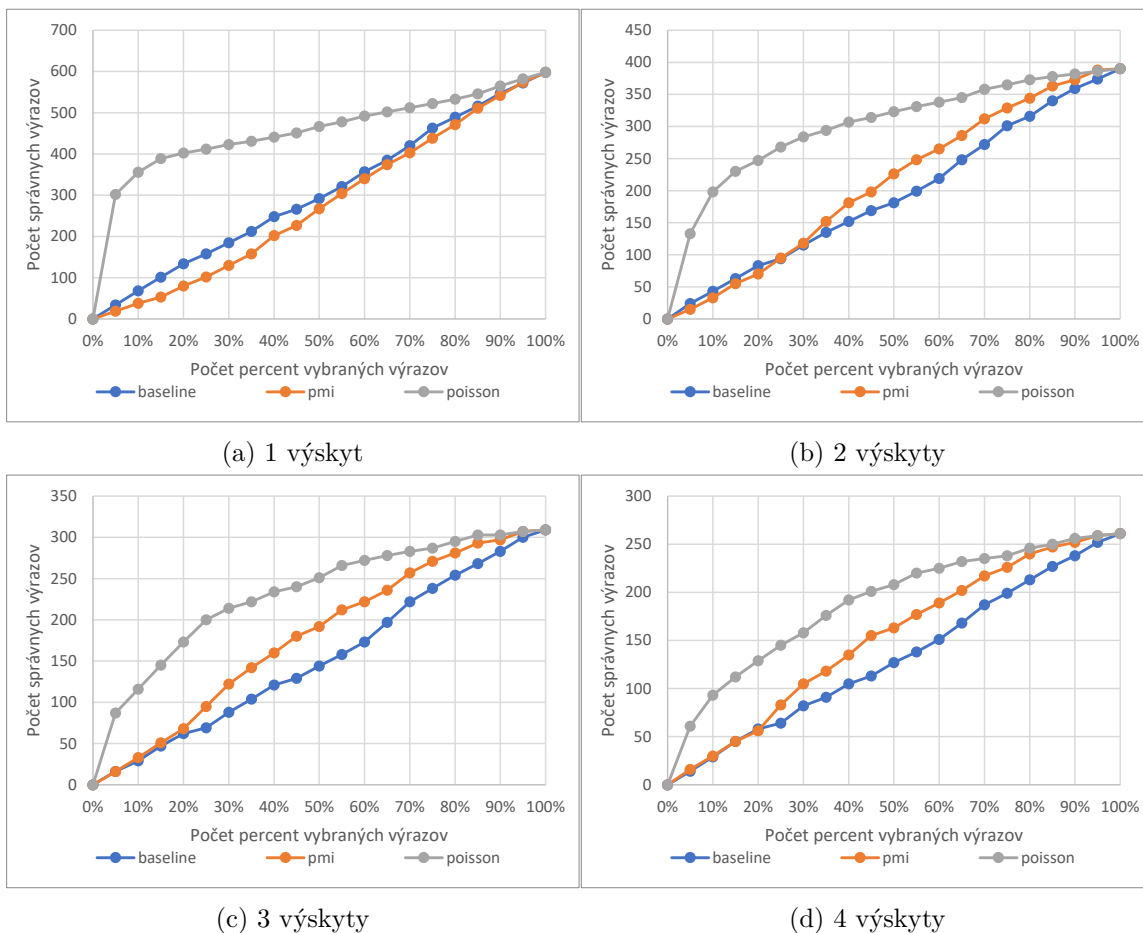 700
600
500
400
300
200
100
0
Počet správnych výrazov
0% 10% 20% 30% 40% 50% 60% 70% 80% 90% 100%
Počet percent vybraných výrazov
baseline pmi poisson
(a) 1 výskyt
450
400
350
300
250
200
150
100
50
0
Počet správnych výrazov
0% 10% 20% 30% 40% 50% 60% 70% 80% 90% 100%
Počet percent vybraných výrazov
baseline pmi poisson
(b) 2 výskyty
350
300
250
200
150
100
50
0
Počet správnych výrazov
0% 10% 20% 30% 40% 50% 60% 70% 80% 90% 100%
Počet percent vybraných výrazov
baseline pmi poisson
(c) 3 výskyty
300
250
200
150
100
50
0
Počet správnych výrazov
0% 10% 20% 30% 40% 50% 60% 70% 80% 90% 100%
Počet percent vybraných výrazov
baseline pmi poisson
(d) 4 výskyty